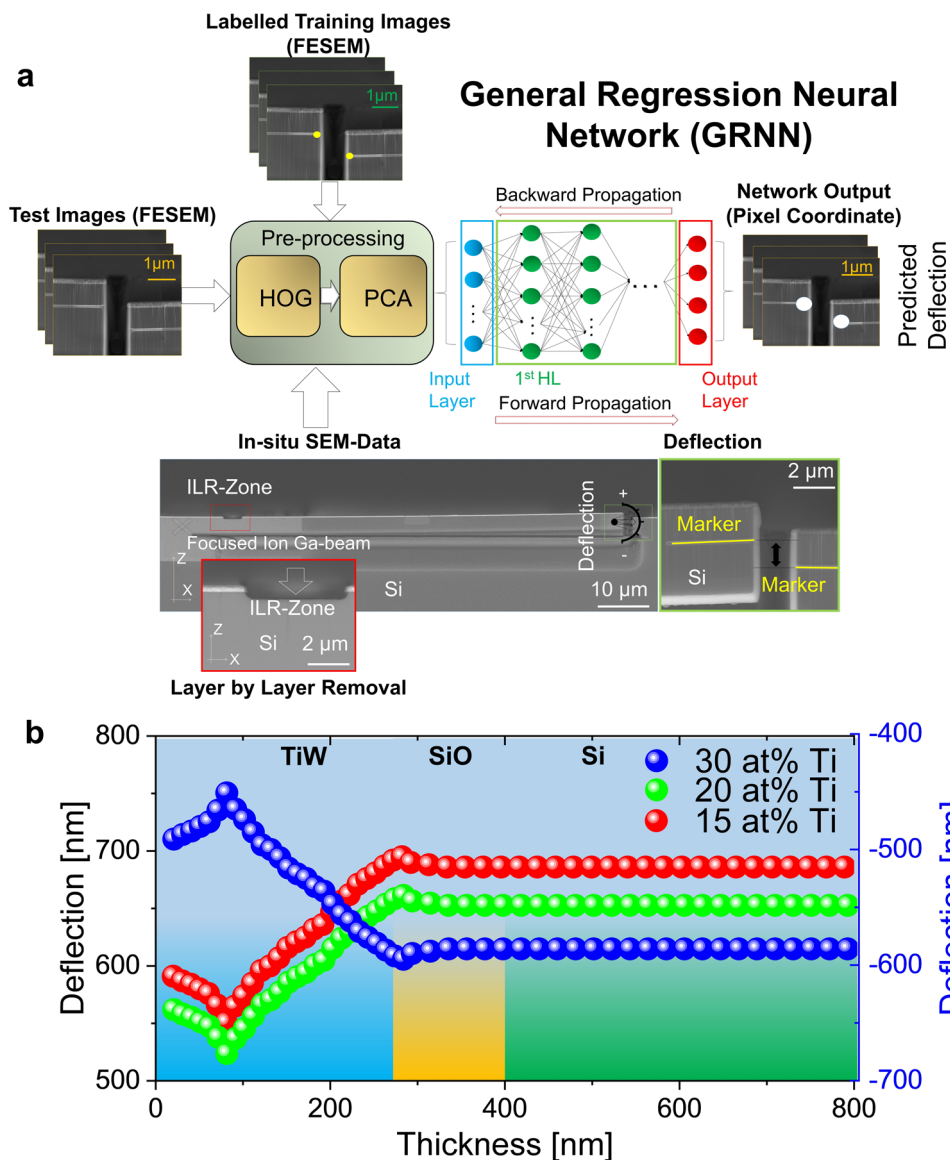 Labelled Training Images
(FESEM)
a
1µm
General Regression Neural
Network (GRNN)
Test Images (FESEM)
1µm
Pre-processing
HOG
PCA
Backward Propagation
Network Output
(Pixel Coordinate)
1µm
Predicted
Deflection
Input
Layer
1st HL
Output
Layer
Forward Propagation
In-situ SEM-Data
Deflection
ILR-Zone
Focused Ion Ga-beam
Deflection
+
-
Z
X
Si
10 µm
ILR-Zone
Si
Z
X
2 µm
2 µm
Marker
Si
Marker
Layer by Layer Removal
b
TiW
SiO
Si
30 at% Ti
20 at% Ti
15 at% Ti
Deflection [nm]
800
700
600
500
-400
-500
-600
-700
Deflection [nm]
0
200
400
600
800
Thickness [nm]